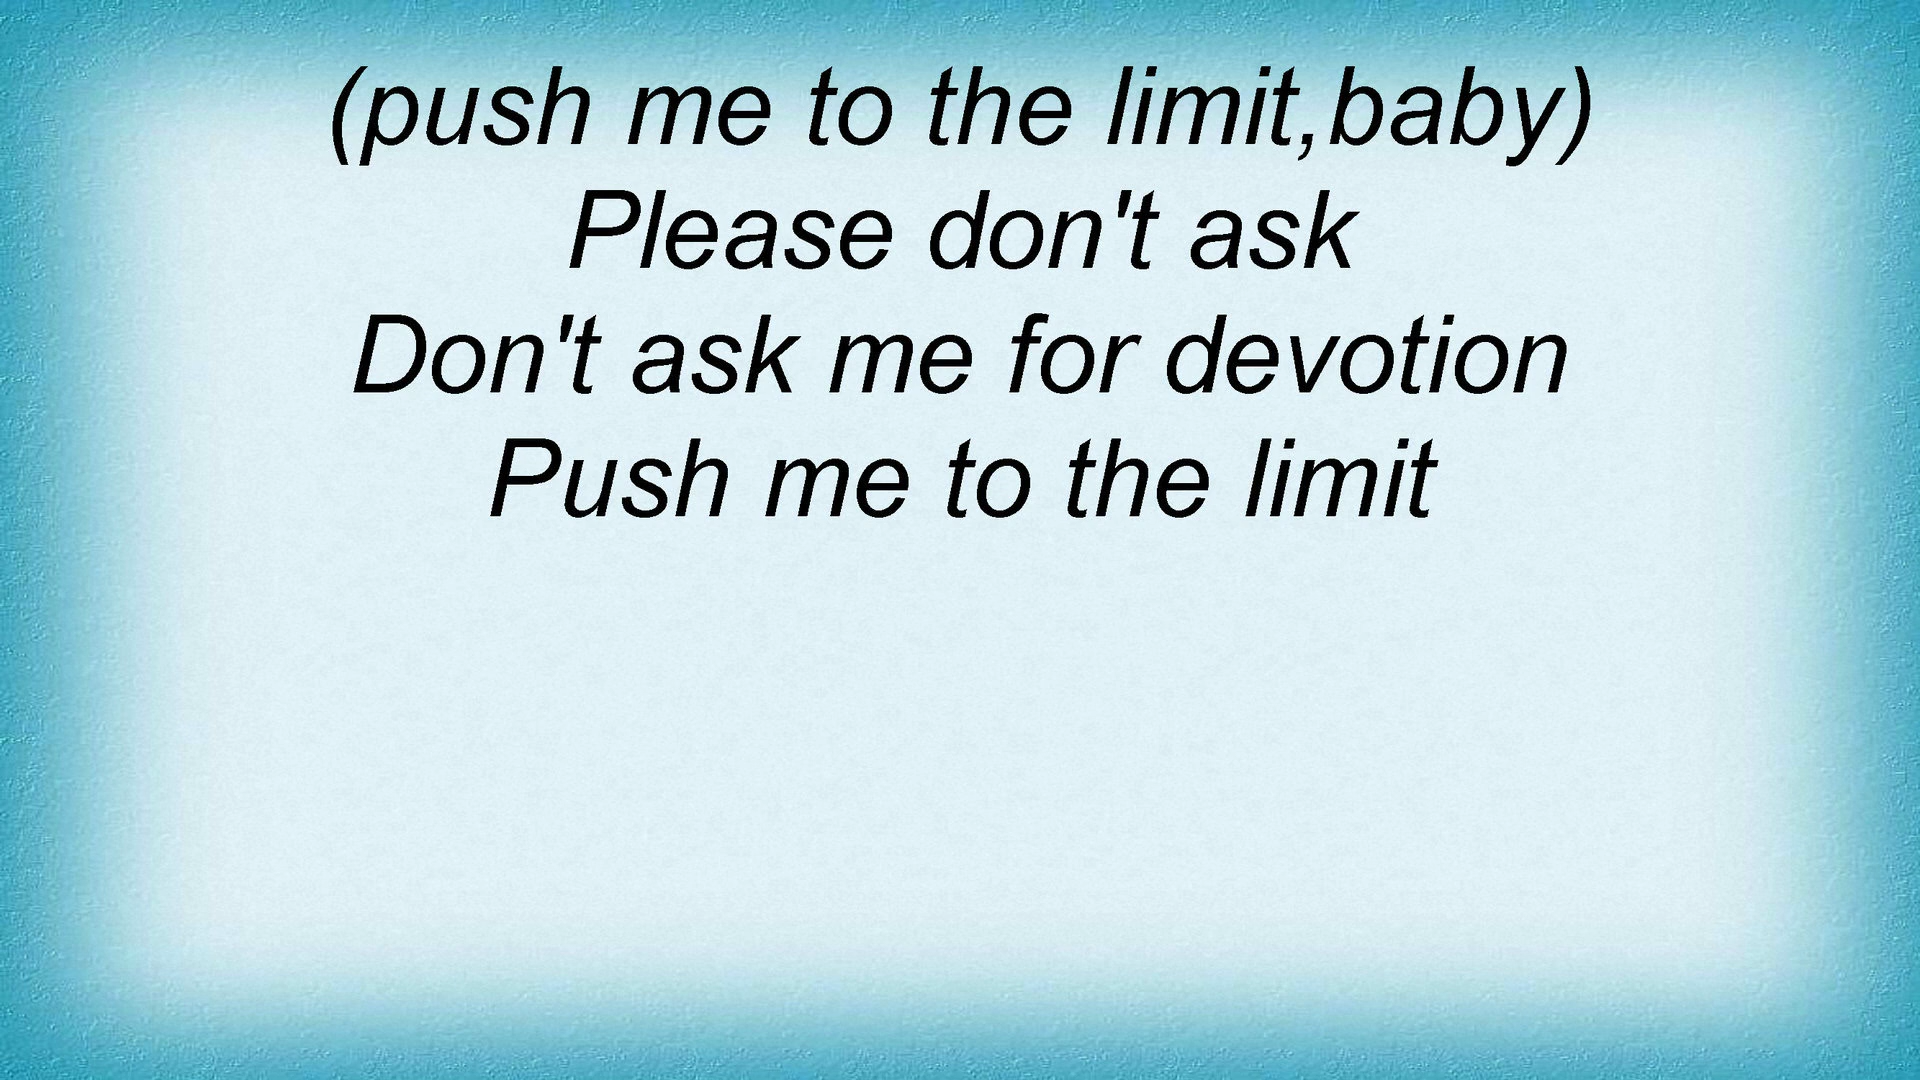 (push me to the limit,baby)
Please don't ask
Don't ask me for devotion
Push me to the limit